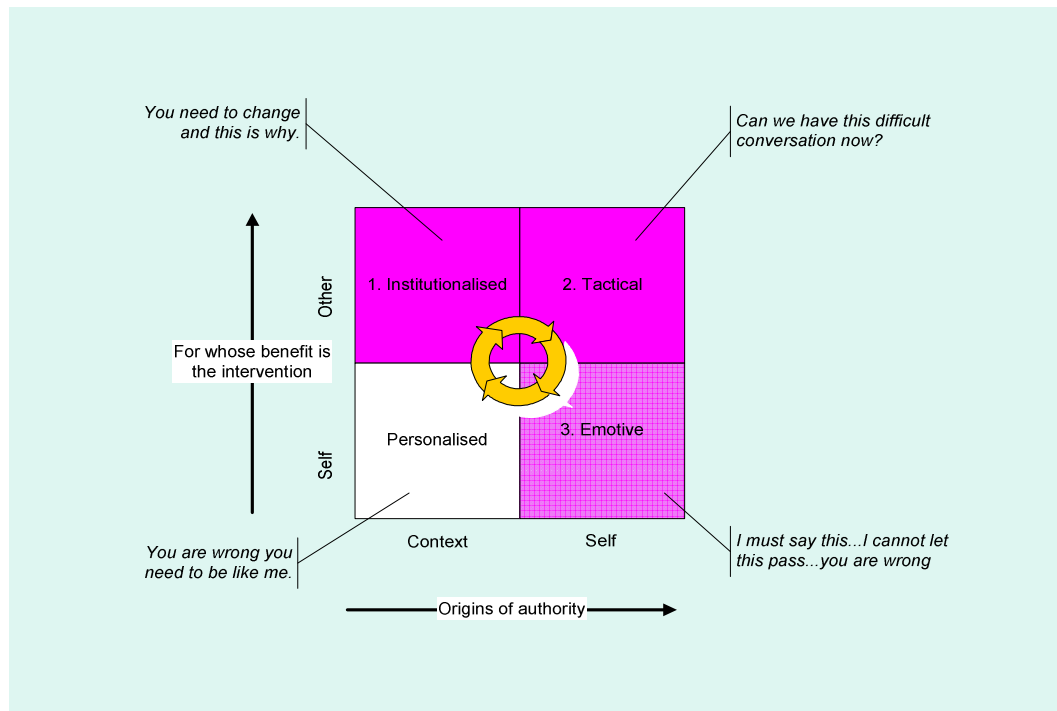 You need to change
and this is why.
Can we have this difficult
conversation now?
Other
1. Institutionalised
2. Tactical
For whose benefit is
the intervention
Self
Personalised
3. Emotive
Context
Self
You are wrong you
need to be like me.
I must say this...I cannot let
this pass...you are wrong
Origins of authority